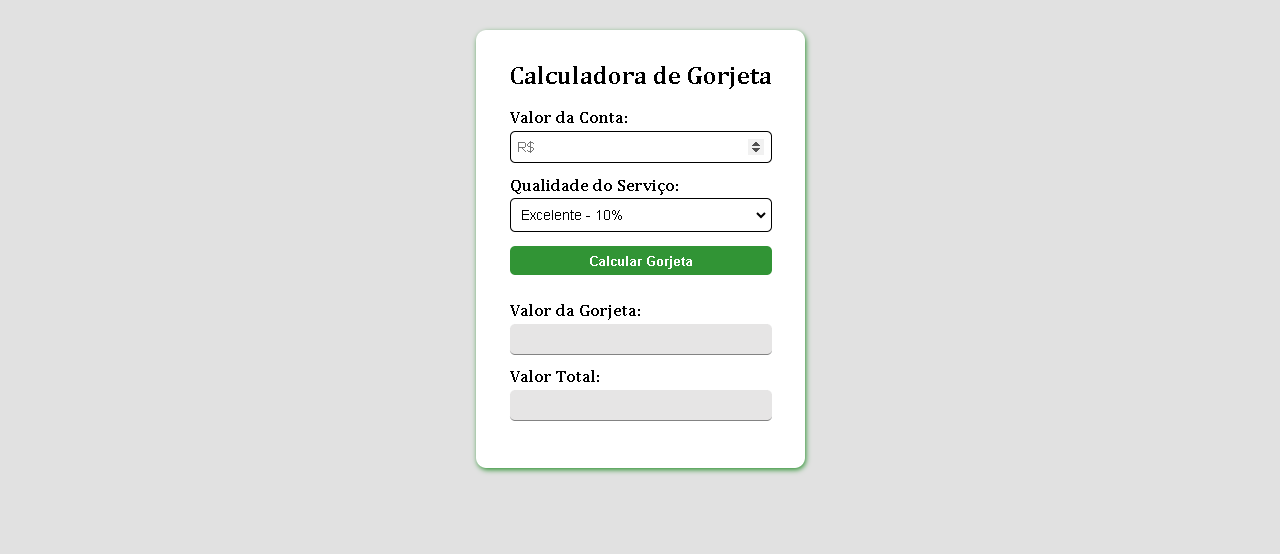 Calculadora de Gorjeta
Valor da Conta:
R$
Qualidade do Serviço:
Excelente - 10%
Calcular Gorjeta
Valor da Gorjeta:
Valor Total: